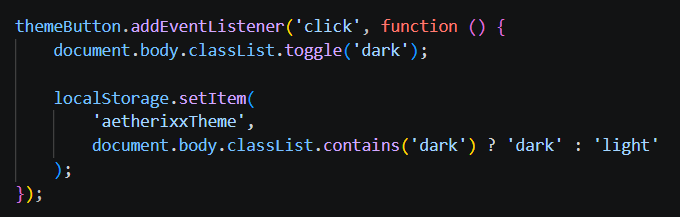 themeButton.addEventListener('click', function () {
    document.body.classList.toggle('dark');

    localStorage.setItem(
        'aetherixxTheme',
        document.body.classList.contains('dark') ? 'dark' : 'light'
    );
});